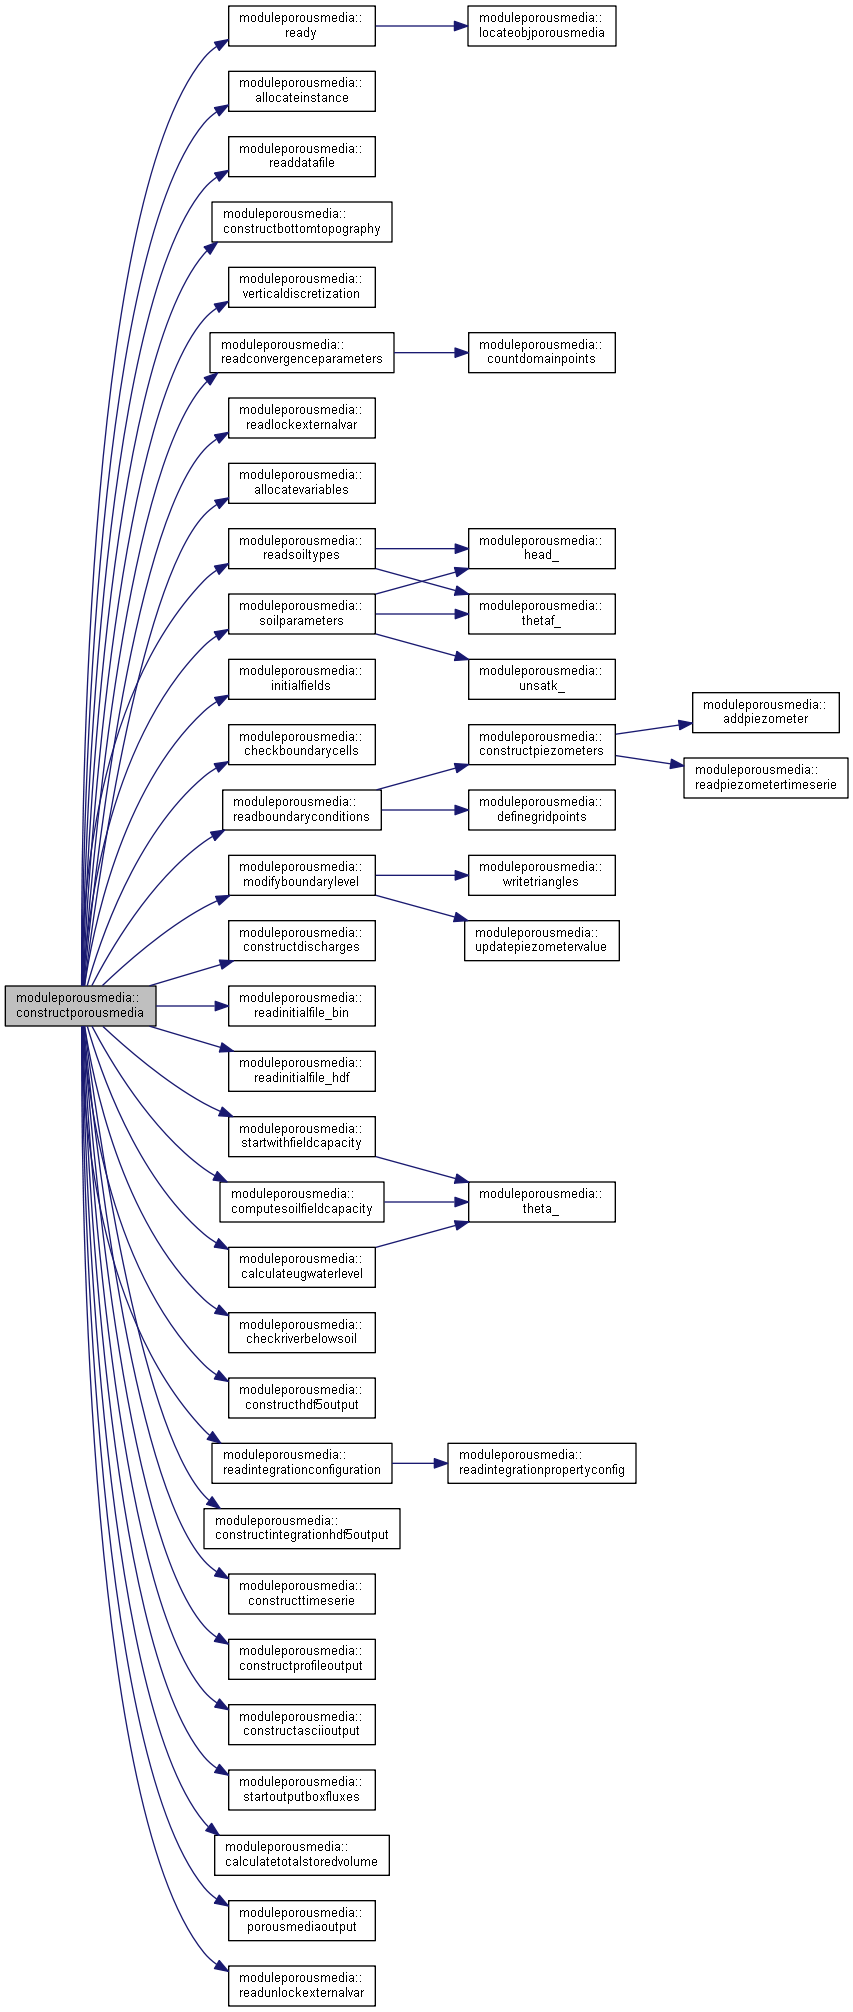 moduleporousmedia::
ready
moduleporousmedia::
locateobjporousmedia
moduleporousmedia::
allocateinstance
moduleporousmedia::
readdatafile
moduleporousmedia::
constructbottomtopography
moduleporousmedia::
verticaldiscretization
moduleporousmedia::
readconvergenceparameters
moduleporousmedia::
countdomainpoints
moduleporousmedia::
readlockexternalvar
moduleporousmedia::
allocatevariables
moduleporousmedia::
readsoiltypes
moduleporousmedia::
head_
moduleporousmedia::
soilparameters
moduleporousmedia::
thetaf_
moduleporousmedia::
initialfields
moduleporousmedia::
unsatk_
moduleporousmedia::
addpiezometer
moduleporousmedia::
checkboundarycells
moduleporousmedia::
constructpiezometers
moduleporousmedia::
readpiezometertimeserie
moduleporousmedia::
readboundaryconditions
moduleporousmedia::
definegridpoints
moduleporousmedia::
modifyboundarylevel
moduleporousmedia::
writetriangles
moduleporousmedia::
constructdischarges
moduleporousmedia::
updatepiezometervalue
moduleporousmedia::
constructporousmedia
moduleporousmedia::
readinitialfile_bin
moduleporousmedia::
readinitialfile_hdf
moduleporousmedia::
startwithfieldcapacity
moduleporousmedia::
computesoilfieldcapacity
moduleporousmedia::
theta_
moduleporousmedia::
calculateugwaterlevel
moduleporousmedia::
checkriverbelowsoil
moduleporousmedia::
constructhdf5output
moduleporousmedia::
readintegrationconfiguration
moduleporousmedia::
readintegrationpropertyconfig
moduleporousmedia::
constructintegrationhdf5output
moduleporousmedia::
constructtimeserie
moduleporousmedia::
constructprofileoutput
moduleporousmedia::
constructasciioutput
moduleporousmedia::
startoutputboxfluxes
moduleporousmedia::
calculatetotalstoredvolume
moduleporousmedia::
porousmediaoutput
moduleporousmedia::
readunlockexternalvar